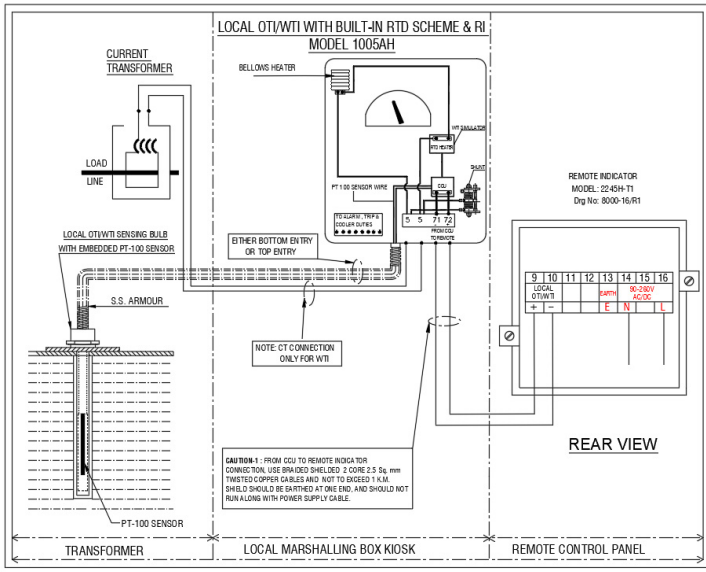 LOCAL OTI/WTI WITH BUILT-IN RTD SCHEME & RI
MODEL 1005AH
CURRENT
TRANSFORMER
BELLOWS HEATER
WTI SIMULATOR
RTD HEATER
SHUNT
CCU
PT 100 SENSOR WIRE
LOAD
LINE
TO ALARM , TRIP &
COOLER DUTIES
5 5 71 72
+ -
FROM CCU
TO REMOTE
REMOTE INDICATOR
MODEL: 2245H-T1
Drg No: 8000-16/R1
LOCAL OTI/WTI SENSING BULB
WITH EMBEDDED PT-100 SENSOR
EITHER BOTTOM ENTRY
OR TOP ENTRY
S.S. ARMOUR
9 10 11 12 13 14 15 16
LOCAL
OTI/WTI
EARTH
90-260V
AC/DC
+ - E N L
NOTE: CT CONNECTION
ONLY FOR WTI
REAR VIEW
CAUTION-1 : FROM CCU TO REMOTE INDICATOR
CONNECTION, USE BRAIDED SHIELDED 2 CORE 2.5 Sq. mm
TWISTED COPPER CABLES AND NOT TO EXCEED 1 K.M.
SHIELD SHOULD BE EARTHED AT ONE END, AND SHOULD NOT
RUN ALONG WITH POWER SUPPLY CABLE.
PT-100 SENSOR
TRANSFORMER
LOCAL MARSHALLING BOX KIOSK
REMOTE CONTROL PANEL